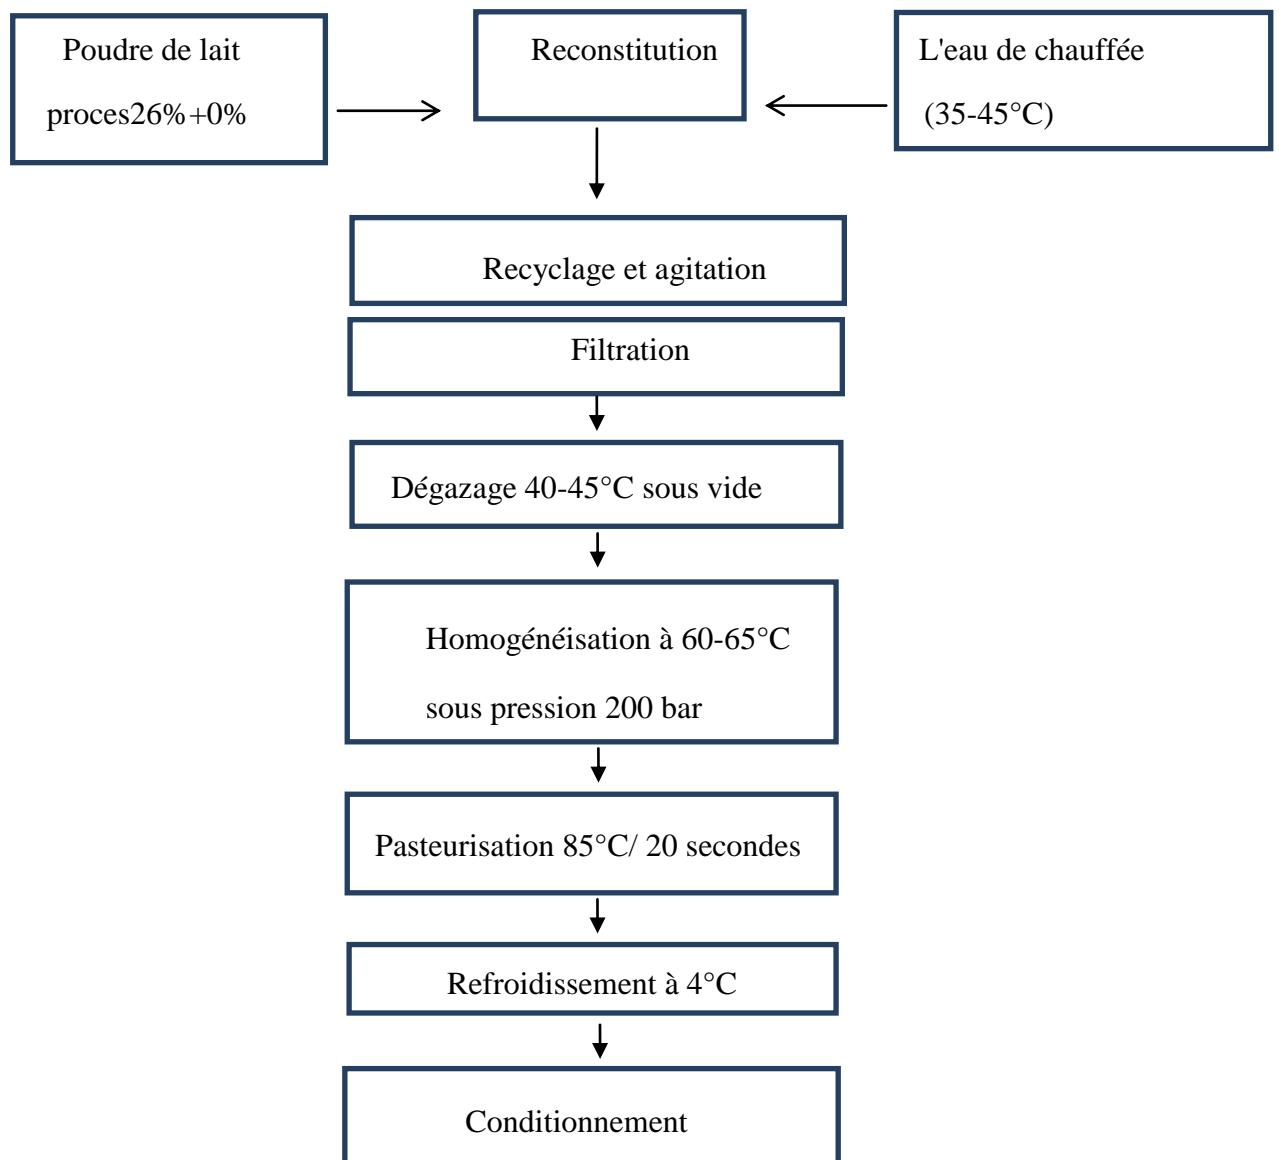 Poudre de lait
proces26%+0%
Reconstitution
L'eau de chauffée
(35-45°C)
Recyclage et agitation
Filtration
Dégazage 40-45°C sous vide
Homogénéisation à 60-65°C
sous pression 200 bar
Pasteurisation 85°C/ 20 secondes
Refroidissement à 4°C
Conditionnement